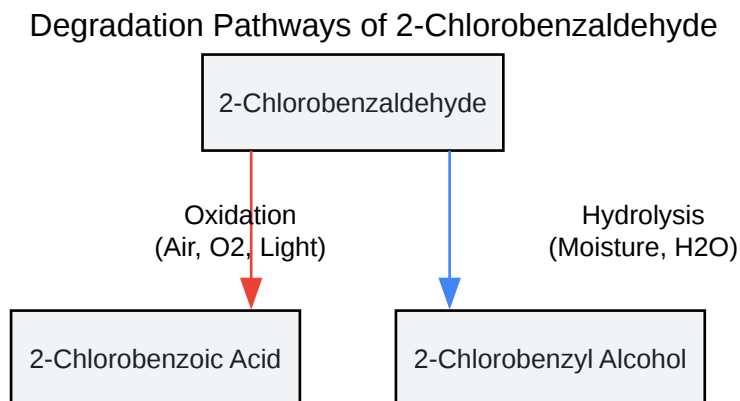 Degradation Pathways of 2-Chlorobenzaldehyde
2-Chlorobenzaldehyde
Oxidation
(Air, O2, Light)
Hydrolysis
(Moisture, H2O)
2-Chlorobenzoic Acid
2-Chlorobenzyl Alcohol